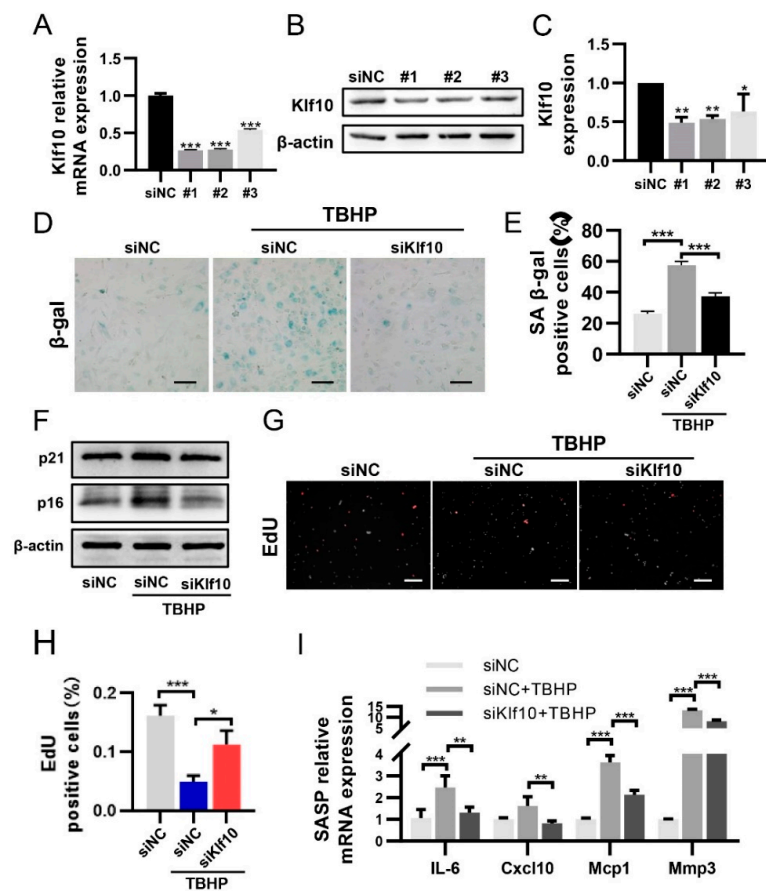 A
Klf10 relative
mRNA expression
1.5
1.0
0.5
0.0
***
***
***
siNC
#1
#2
#3
B
siNC #1 #2 #3
Klf10
β-actin
C
Klf10
expression
1.5
1.0
0.5
0.0
**
**
*
siNC
#1
#2
#3
D
TBHP
siNC
siNC
siKlf10
β-gal
E
SA β-gal
positive cells(%)
80
60
40
20
0
***
***
siNC
siNC
siKlf10
TBHP
F
p21
p16
β-actin
siNC
siNC
siKlf10
TBHP
G
TBHP
siNC
siNC
siKlf10
EdU
H
EdU
positive cells(%)
0.2
0.1
0.0
***
*
siNC
siNC
siKlf10
TBHP
I
siNC
siNC+TBHP
siKlf10+TBHP
SASP relative
mRNA expression
15
10
5
4
3
2
1
0
***
**
**
***
***
***
***
IL-6
Cxcl10
Mcp1
Mmp3